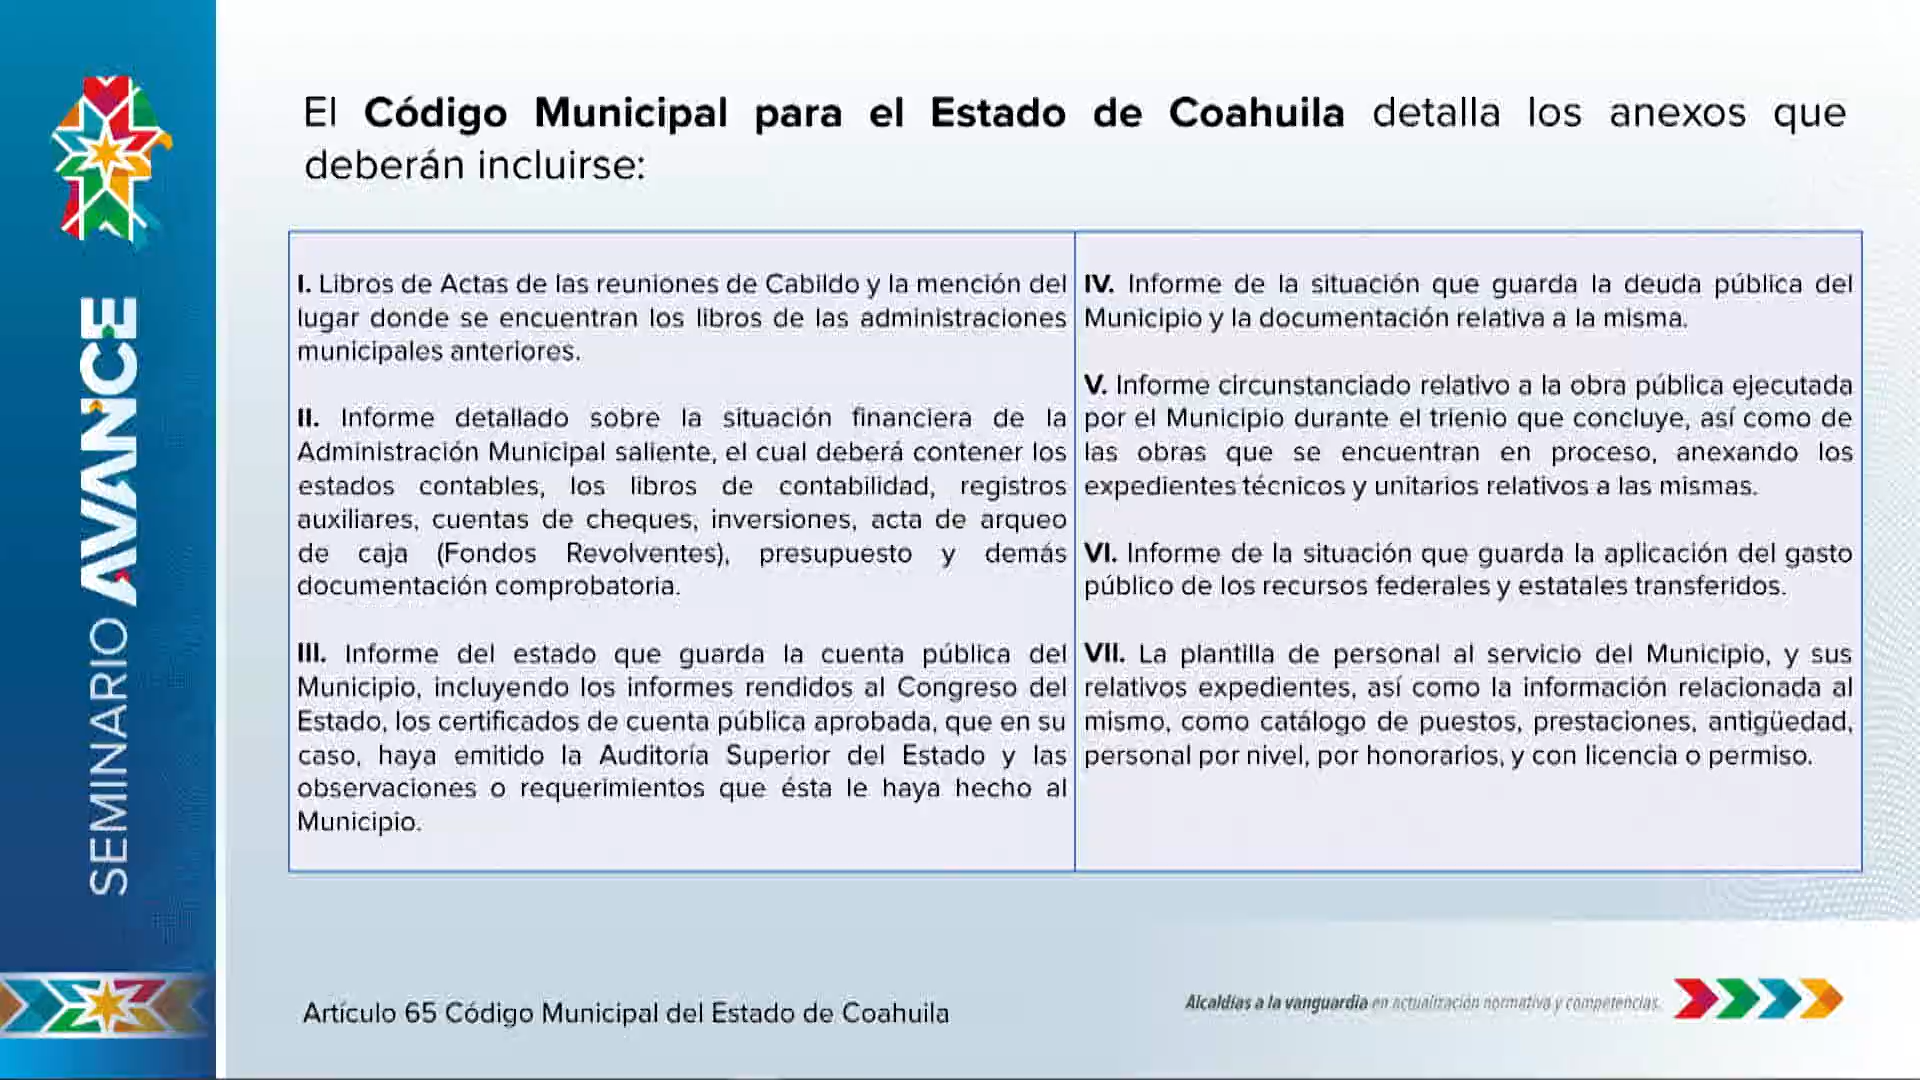 El Código Municipal para el Estado de Coahuila detalla los anexos que
deberán incluirse:
I. Libros de Actas de las reuniones de Cabildo y la mención del
lugar donde se encuentran los libros de las administraciones
municipales anteriores.
II. Informe detallado sobre la situación financiera de la
Administración Municipal saliente, el cual deberá contener los
estados contables, los libros de contabilidad, registros
auxiliares, cuentas de cheques, inversiones, acta de arqueo
de caja (Fondos Revolventes), presupuesto y demás
documentación comprobatoria.
III. Informe del estado que guarda la cuenta pública del
Municipio, incluyendo los informes rendidos al Congreso del
Estado, los certificados de cuenta pública aprobada, que en su
caso, haya emitido la Auditoría Superior del Estado y las
observaciones o requerimientos que ésta le haya hecho al
Municipio.
IV. Informe de la situación que guarda la deuda pública del
Municipio y la documentación relativa a la misma.
V. Informe circunstanciado relativo a la obra pública ejecutada
por el Municipio durante el trienio que concluye, así como de
las obras que se encuentran en proceso, anexando los
expedientes técnicos y unitarios relativos a las mismas.
VI. Informe de la situación que guarda la aplicación del gasto
público de los recursos federales y estatales transferidos.
VII. La plantilla de personal al servicio del Municipio, y sus
relativos expedientes, así como la información relacionada al
mismo, como catálogo de puestos, prestaciones, antigüedad,
personal por nivel, por honorarios, y con licencia o permiso.
Artículo 65 Código Municipal del Estado de Coahuila
Alcaldías a la vanguardia en actualización normativa y competencias.
SEMINARIO AVANCE